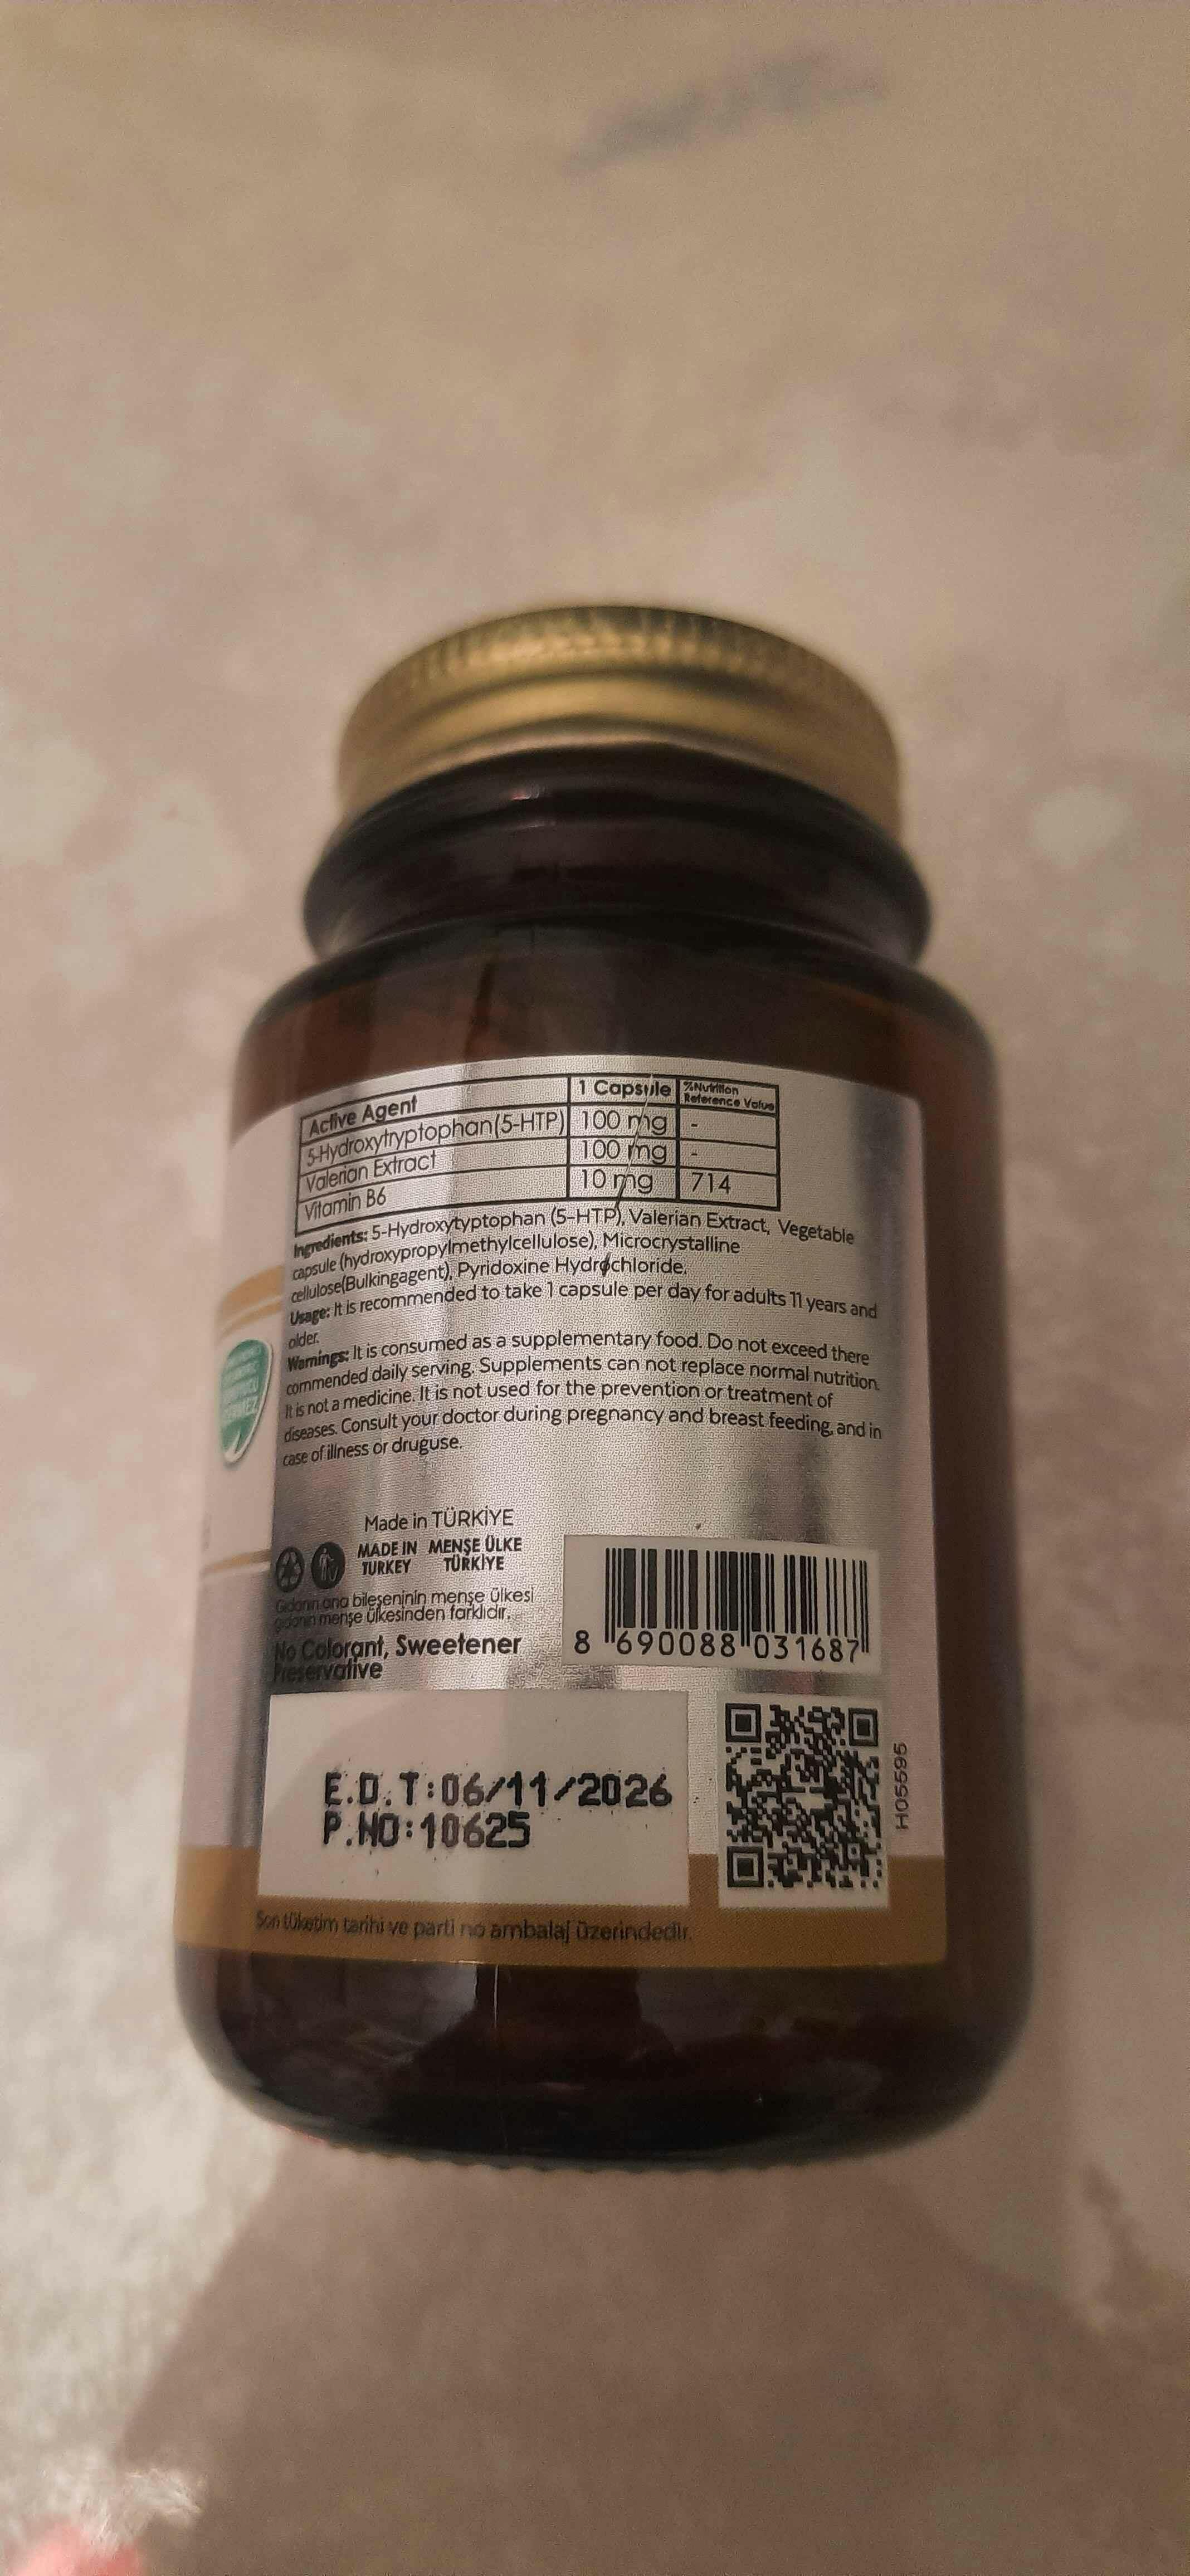 Active Agent 1 Capsule %Nutrition Reference Value
5-Hydroxytryptophan(5-HTP) 100 mg -
Valerian Extract 100 mg -
Vitamin B6 10 mg 714
Ingredients: 5-Hydroxytyptophan (5-HTP), Valerian Extract, Vegetable
capsule (hydroxypropylmethylcellulose), Microcrystalline
cellulose(Bulkingagent), Pyridoxine Hydrochloride.
Usage: It is recommended to take 1 capsule per day for adults 11 years and
older.
Warnings: It is consumed as a supplementary food. Do not exceed there
commended daily serving. Supplements can not replace normal nutrition.
It is not a medicine. It is not used for the prevention or treatment of
diseases. Consult your doctor during pregnancy and breast feeding, and in
case of illness or druguse.
Made in TÜRKİYE
MADE IN MENŞE ÜLKE
TURKEY TÜRKİYE
Gıdanın ana bileşeninin menşe ülkesi
gıdanın menşe ülkesinden farklıdır.
No Colorant, Sweetener
Preservative
8 690088 031687
E.D.T:06/11/2026
P.NO:10625
H05595
Son tüketim tarihi ve parti no ambalaj üzerindedir.